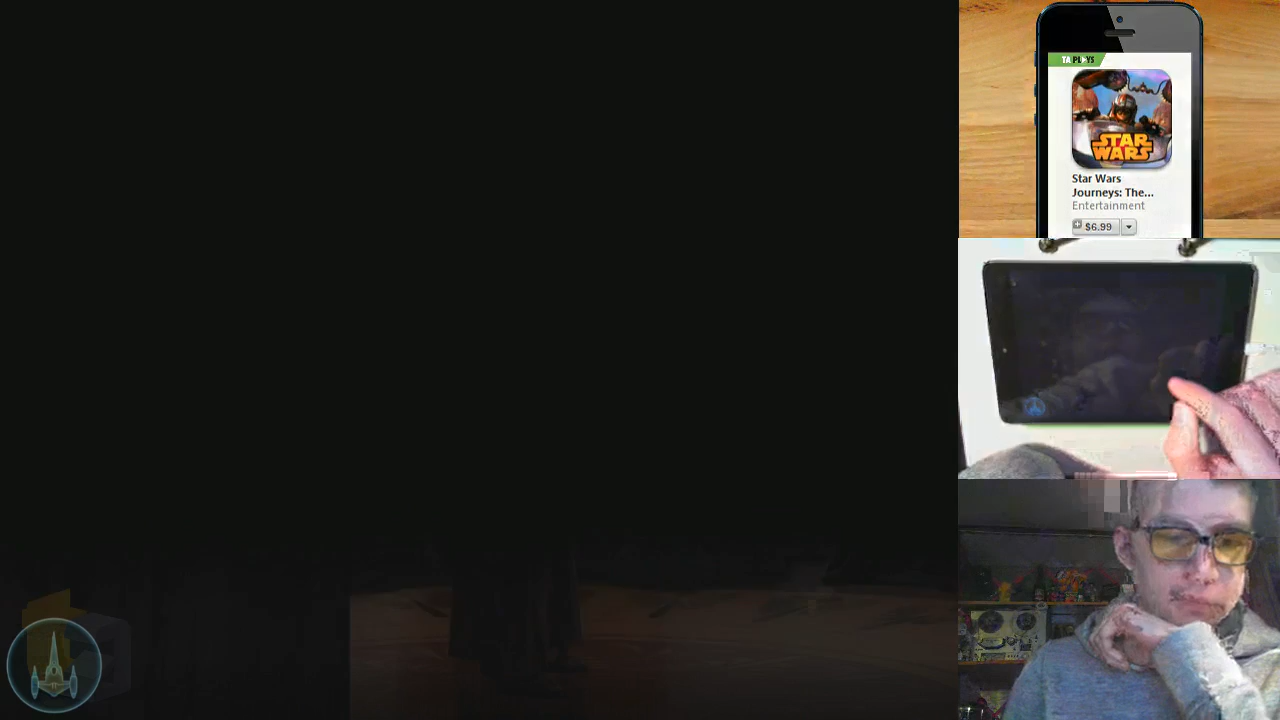 TA PLAYS
STAR
WARS
Star Wars
Journeys: The...
Entertainment
$6.99